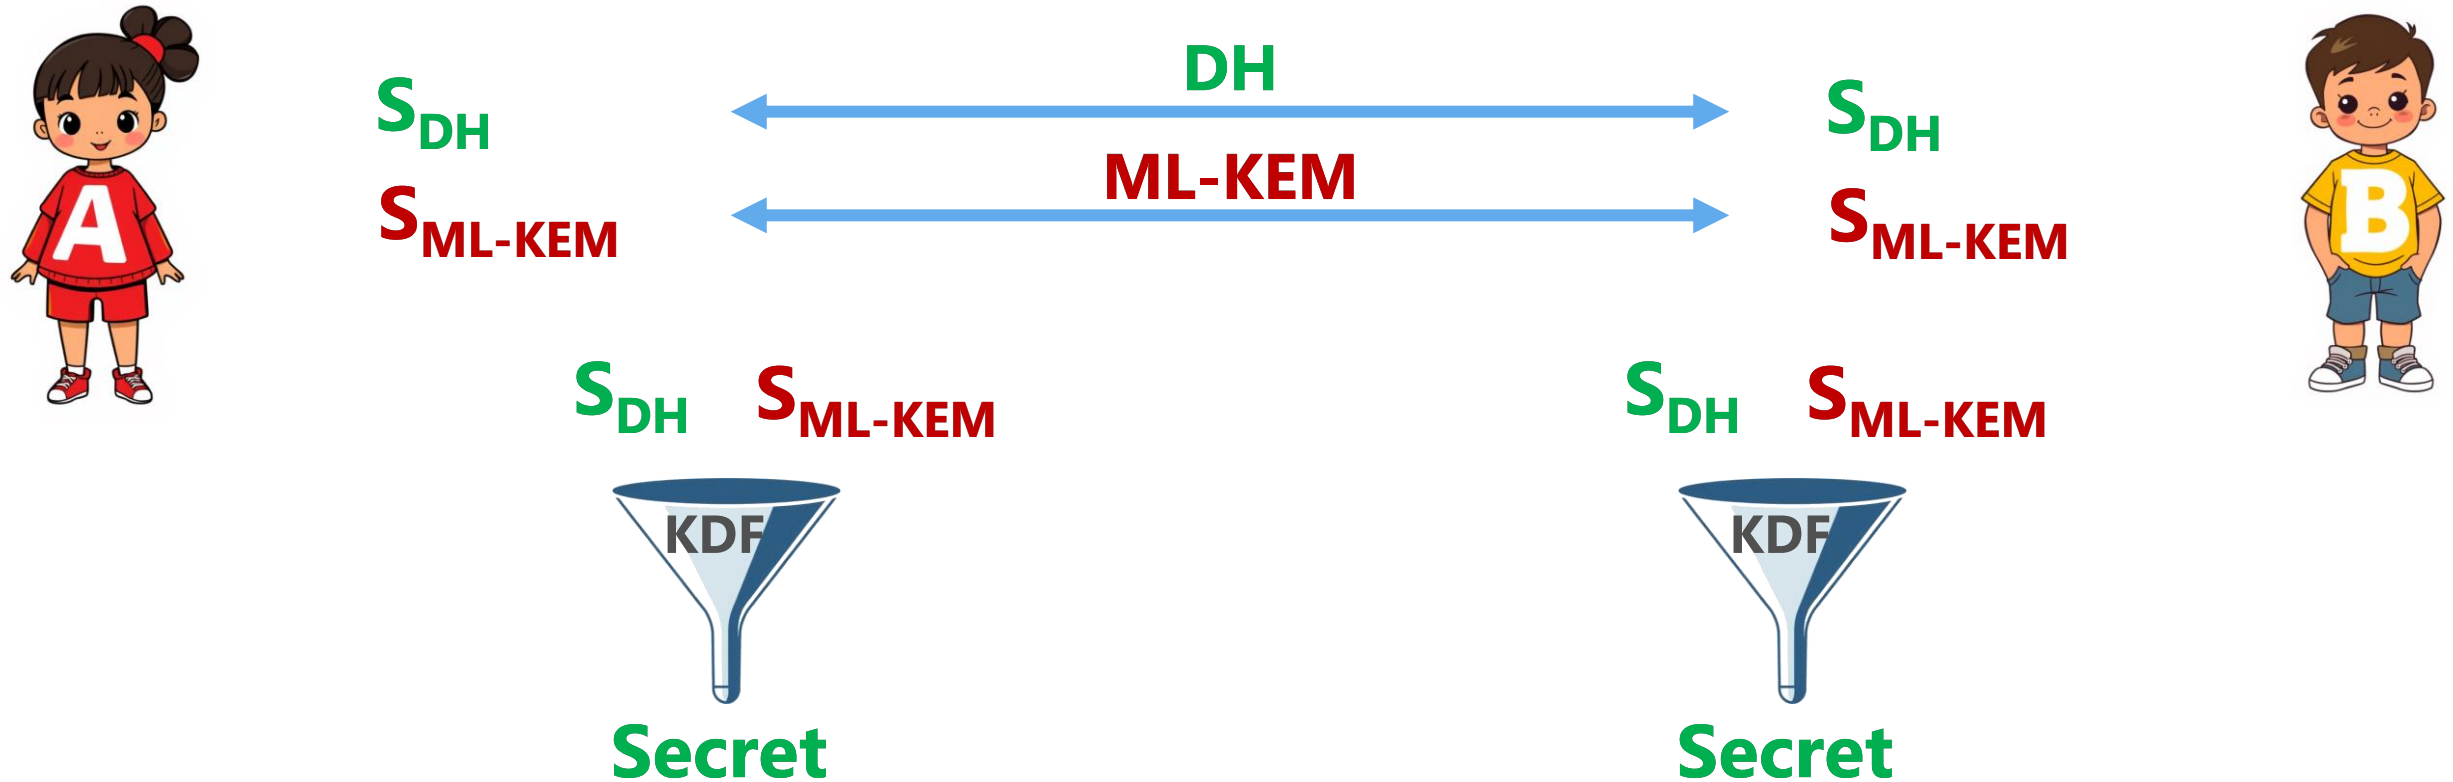 DH
S_DH S_DH
ML-KEM
A S_ML-KEM S_ML-KEM B
S_DH S_ML-KEM S_DH S_ML-KEM
KDF KDF
Secret Secret